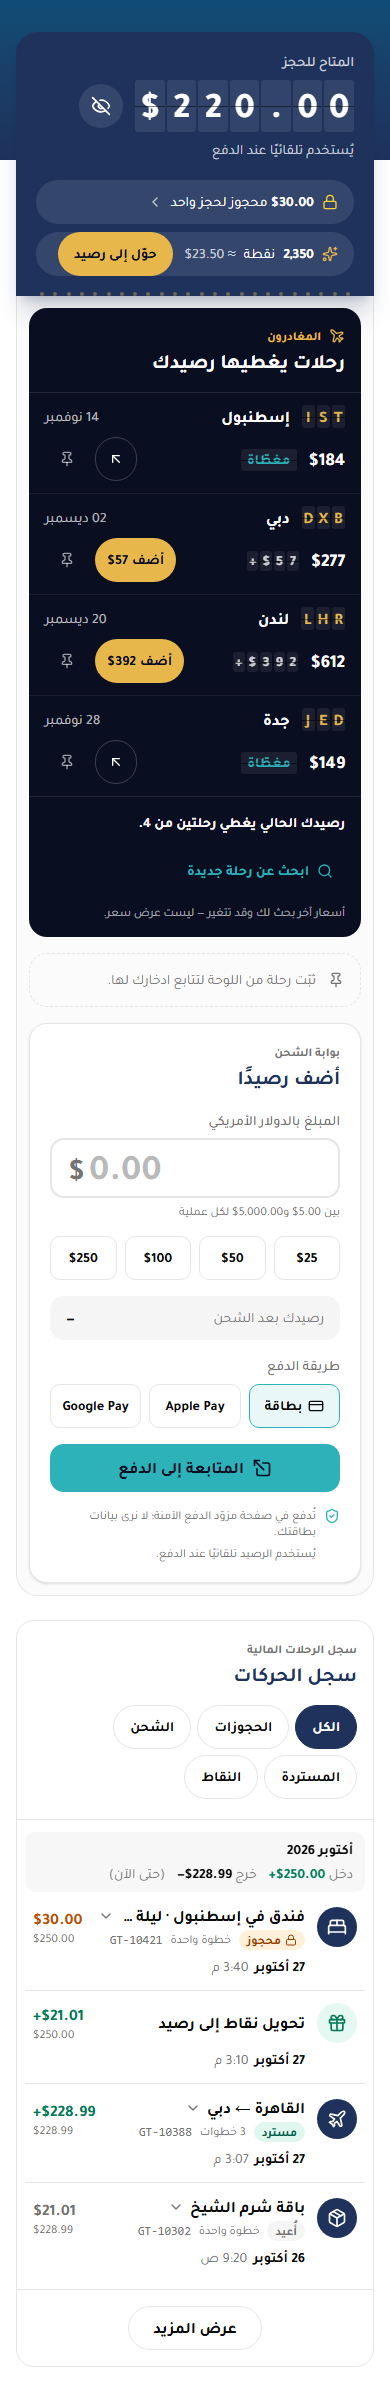 المتاح للحجز
$220.00
يُستخدم تلقائيًا عند الدفع
$30.00 محجوز لحجز واحد
2,350 نقطة ≈ $23.50 حوّل إلى رصيد
المغادرون
رحلات يغطيها رصيدك
IST إسطنبول 14 نوفمبر
$184 مغطّاة
DXB دبي 02 ديسمبر
$277 +$57 أضف $57
LHR لندن 20 ديسمبر
$612 +$392 أضف $392
JED جدة 28 نوفمبر
$149 مغطّاة
رصيدك الحالي يغطي رحلتين من 4.
ابحث عن رحلة جديدة
أسعار آخر بحث لك وقد تتغير – ليست عرض سعر.
ثبّت رحلة من اللوحة لتتابع ادخارك لها.
بوابة الشحن
أضف رصيدًا
المبلغ بالدولار الأمريكي
$ 0.00
بين $5.00 و$5,000.00 لكل عملية
$25 $50 $100 $250
رصيدك بعد الشحن –
طريقة الدفع
بطاقة Apple Pay Google Pay
المتابعة إلى الدفع
تُدفع في صفحة مزوّد الدفع الآمنة؛ لا نرى بيانات
بطاقتك.
يُستخدم الرصيد تلقائيًا عند الدفع.
سجل الرحلات المالية
سجل الحركات
الكل الحجوزات الشحن
المستردة النقاط
أكتوبر 2026
دخل +$250.00 خرج −$228.99 (حتى الآن)
فندق في إسطنبول · ليلة ... $30.00
محجوز خطوة واحدة GT-10421 $250.00
27 أكتوبر 3:40 م
تحويل نقاط إلى رصيد +$21.01
$250.00
27 أكتوبر 3:10 م
القاهرة ← دبي +$228.99
مسترد 3 خطوات GT-10388 $228.99
27 أكتوبر 3:07 م
باقة شرم الشيخ $21.01
أُعيد خطوة واحدة GT-10302 $228.99
26 أكتوبر 9:20 ص
عرض المزيد